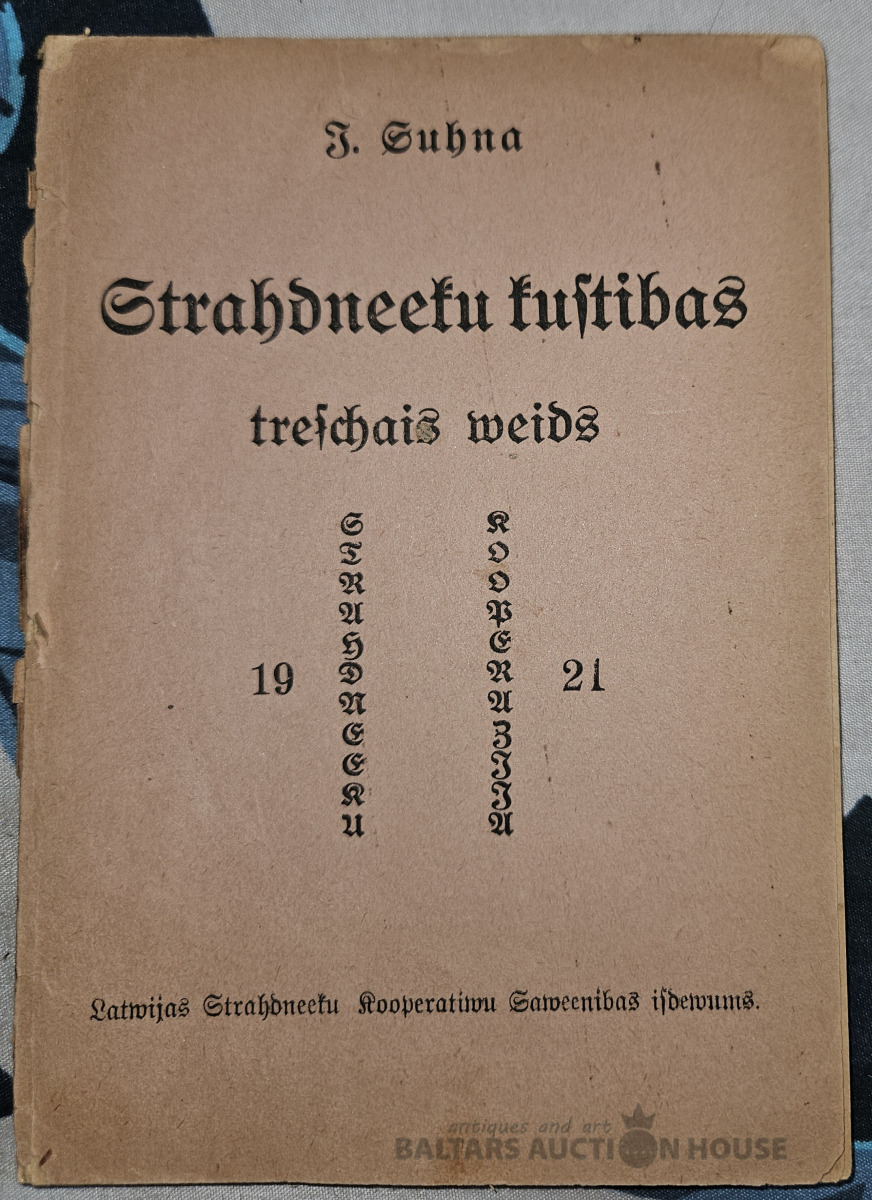 J. Suhna
Strahdneeku kustibas
treschais weids
STRAHDNEEKU
KOOPERAZIJA
19 21
Latwijas Strahdneeku Kooperatiwu Saweenibas isdewums.
antiques and art
BALTARS AUCTION HOUSE